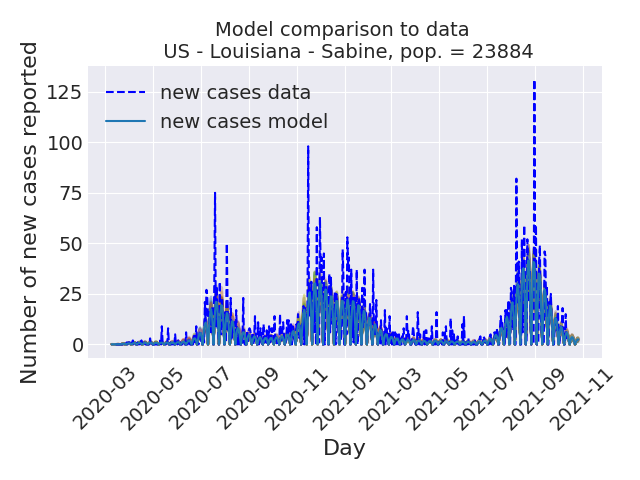 Model comparison to data
US - Louisiana - Sabine, pop. = 23884
Number of new cases reported
125
100
75
50
25
0
new cases data
new cases model
2020-03
2020-05
2020-07
2020-09
2020-11
2021-01
2021-03
2021-05
2021-07
2021-09
2021-11
Day